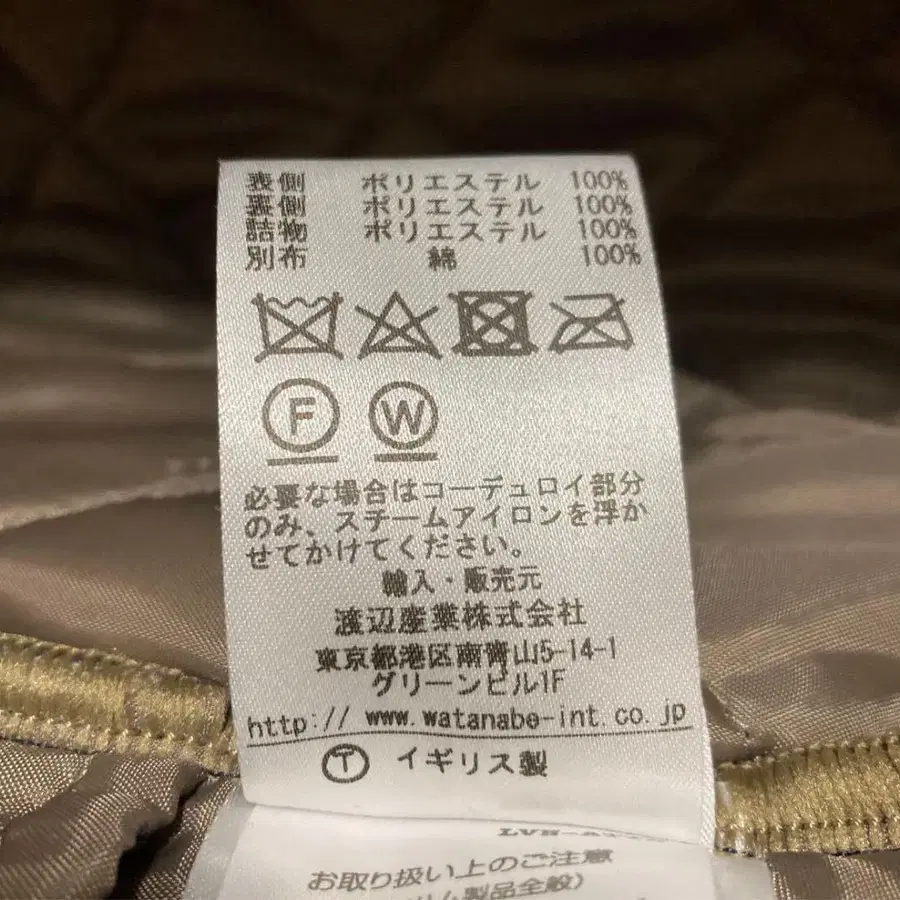 表側 ポリエステル 100%
裏側 ポリエステル 100%
詰物 ポリエステル 100%
別布 綿 100%
F W
必要な場合はコーデュロイ部分
のみ、スチームアイロンを浮か
せてかけてください。
輸入・販売元
渡辺産業株式会社
東京都港区南青山5-14-1
グリーンビル1F
http:// www.watanabe-int.co.jp
T イギリス製
お取り扱い上のご注意
製品全般)